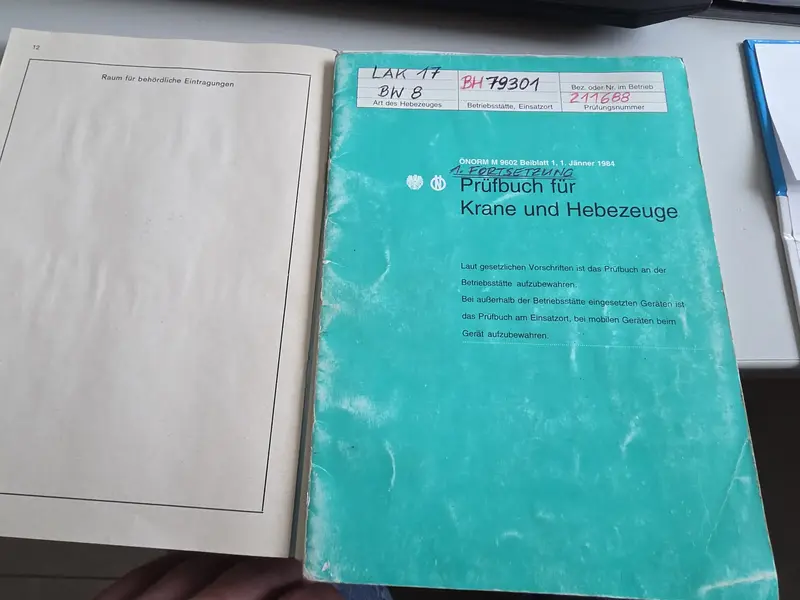 12
Raum für behördliche Eintragungen
LAK 17
BW 8
Art des Hebezeuges
BH 79301
Betriebsstätte, Einsatzort
Bez. oder Nr. im Betrieb
211688
Prüfungsnummer
ÖNORM M 9602 Beiblatt 1, 1. Jänner 1984
1. FORTSETZUNG
Prüfbuch für
Krane und Hebezeuge
Laut gesetzlichen Vorschriften ist das Prüfbuch an der
Betriebsstätte aufzubewahren.
Bei außerhalb der Betriebsstätte eingesetzten Geräten ist
das Prüfbuch am Einsatzort, bei mobilen Geräten beim
Gerät aufzubewahren.